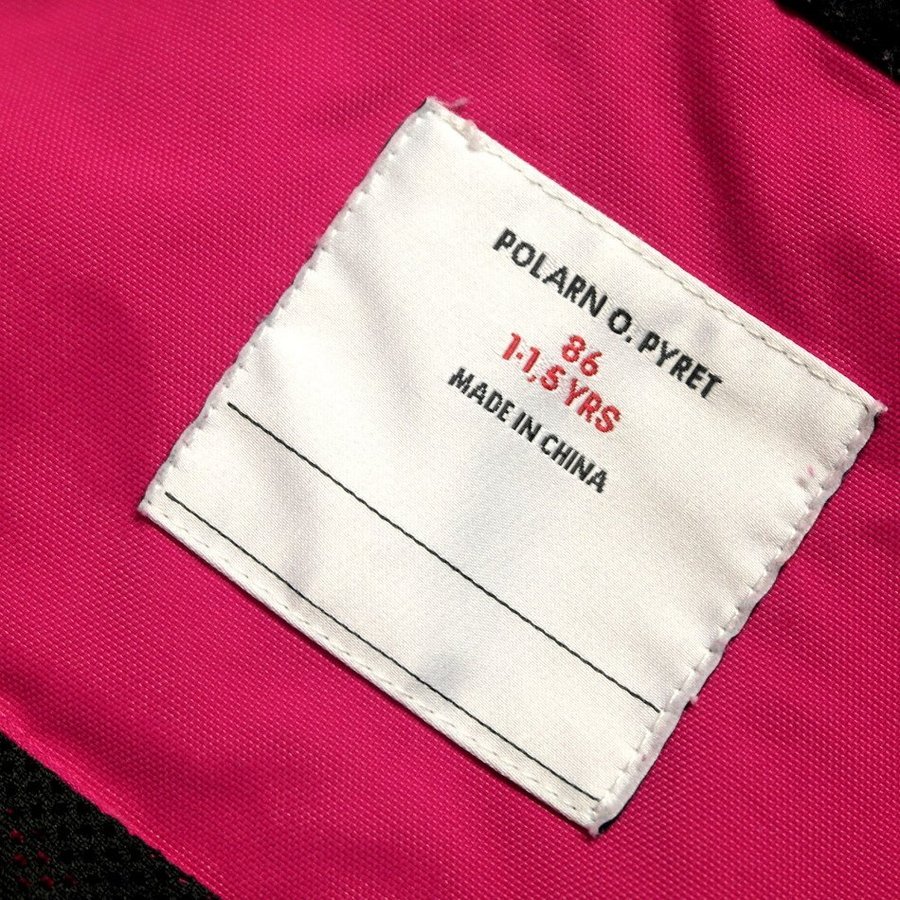 POLARN O. PYRET
86
1-1,5 YRS
MADE IN CHINA